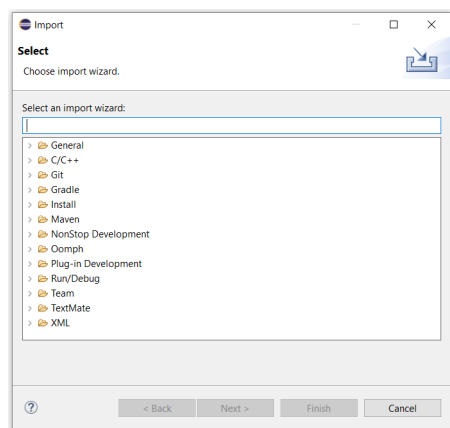 Import
Select
Choose import wizard.
Select an import wizard:
General
C/C++
Git
Gradle
Install
Maven
NonStop Development
Oomph
Plug-in Development
Run/Debug
Team
TextMate
XML
? < Back Next > Finish Cancel